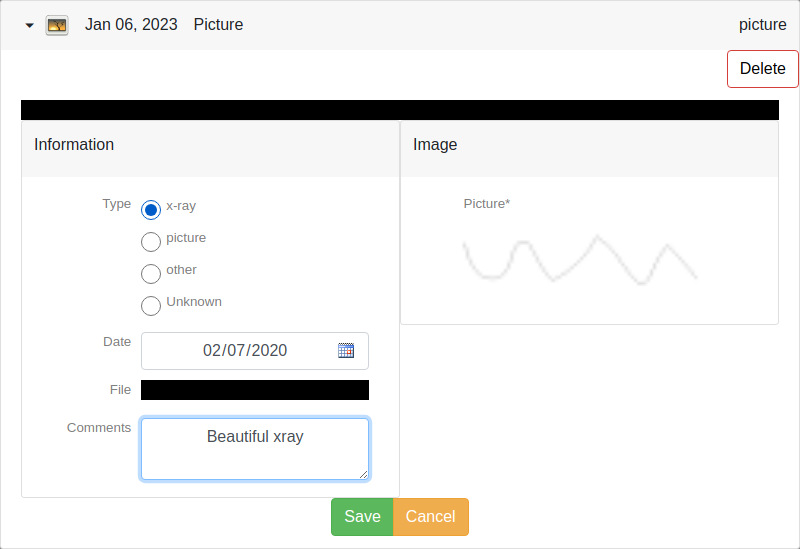 Jan 06, 2023 Picture picture
Delete
Information
Type
x-ray
picture
other
Unknown
Date 02/07/2020
File
Comments Beautiful xray
Image
Picture*
Save Cancel